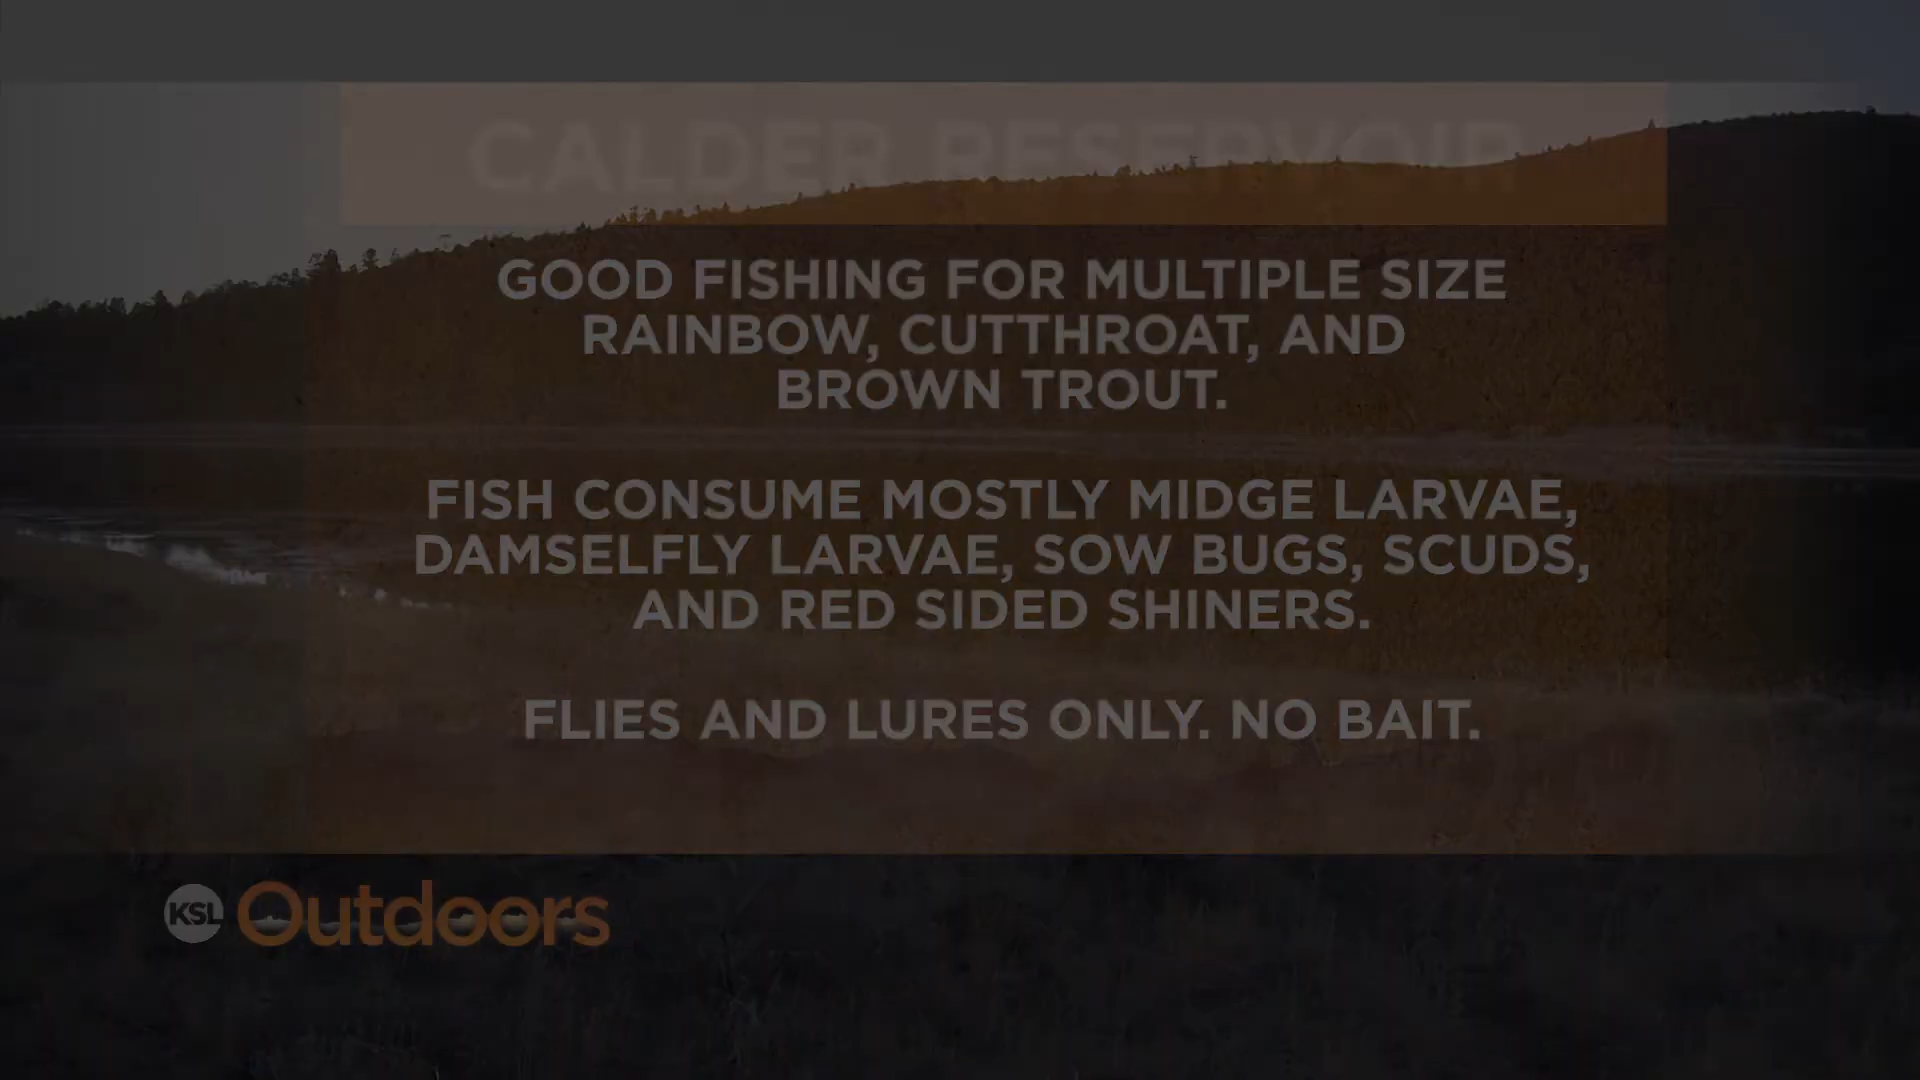 CALDER RESERVOIR
GOOD FISHING FOR MULTIPLE SIZE
RAINBOW, CUTTHROAT, AND
BROWN TROUT.
FISH CONSUME MOSTLY MIDGE LARVAE,
DAMSELFLY LARVAE, SOW BUGS, SCUDS,
AND RED SIDED SHINERS.
FLIES AND LURES ONLY. NO BAIT.
KSL Outdoors